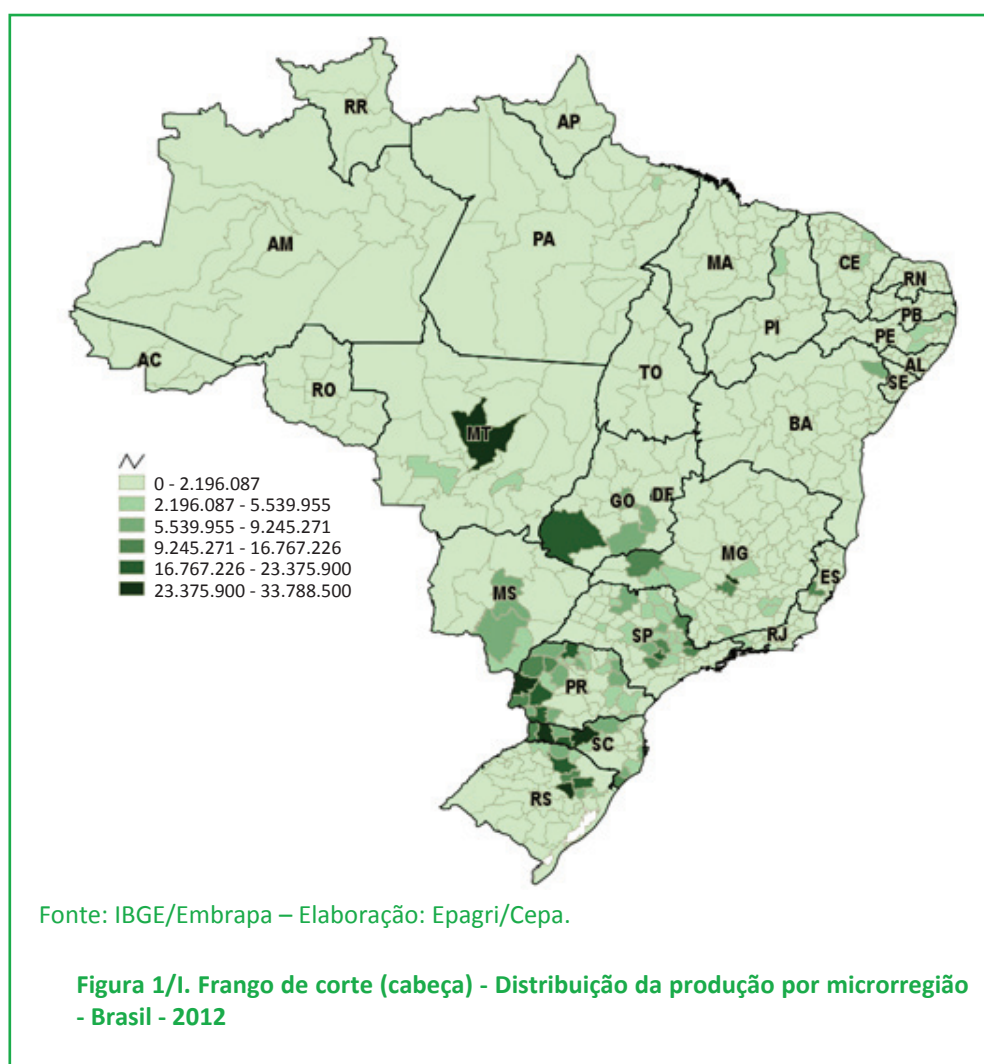 RR
AP
AM
PA
MA
CE
RN
PB
PI
PE
AC
AL
TO
SE
RO
BA
MT
0 - 2.196.087
2.196.087 - 5.539.955
5.539.955 - 9.245.271
9.245.271 - 16.767.226
16.767.226 - 23.375.900
23.375.900 - 33.788.500
GO
DF
MG
ES
MS
SP
RJ
PR
SC
RS
Fonte: IBGE/Embrapa – Elaboração: Epagri/Cepa.
Figura 1/I. Frango de corte (cabeça) - Distribuição da produção por microrregião
- Brasil - 2012